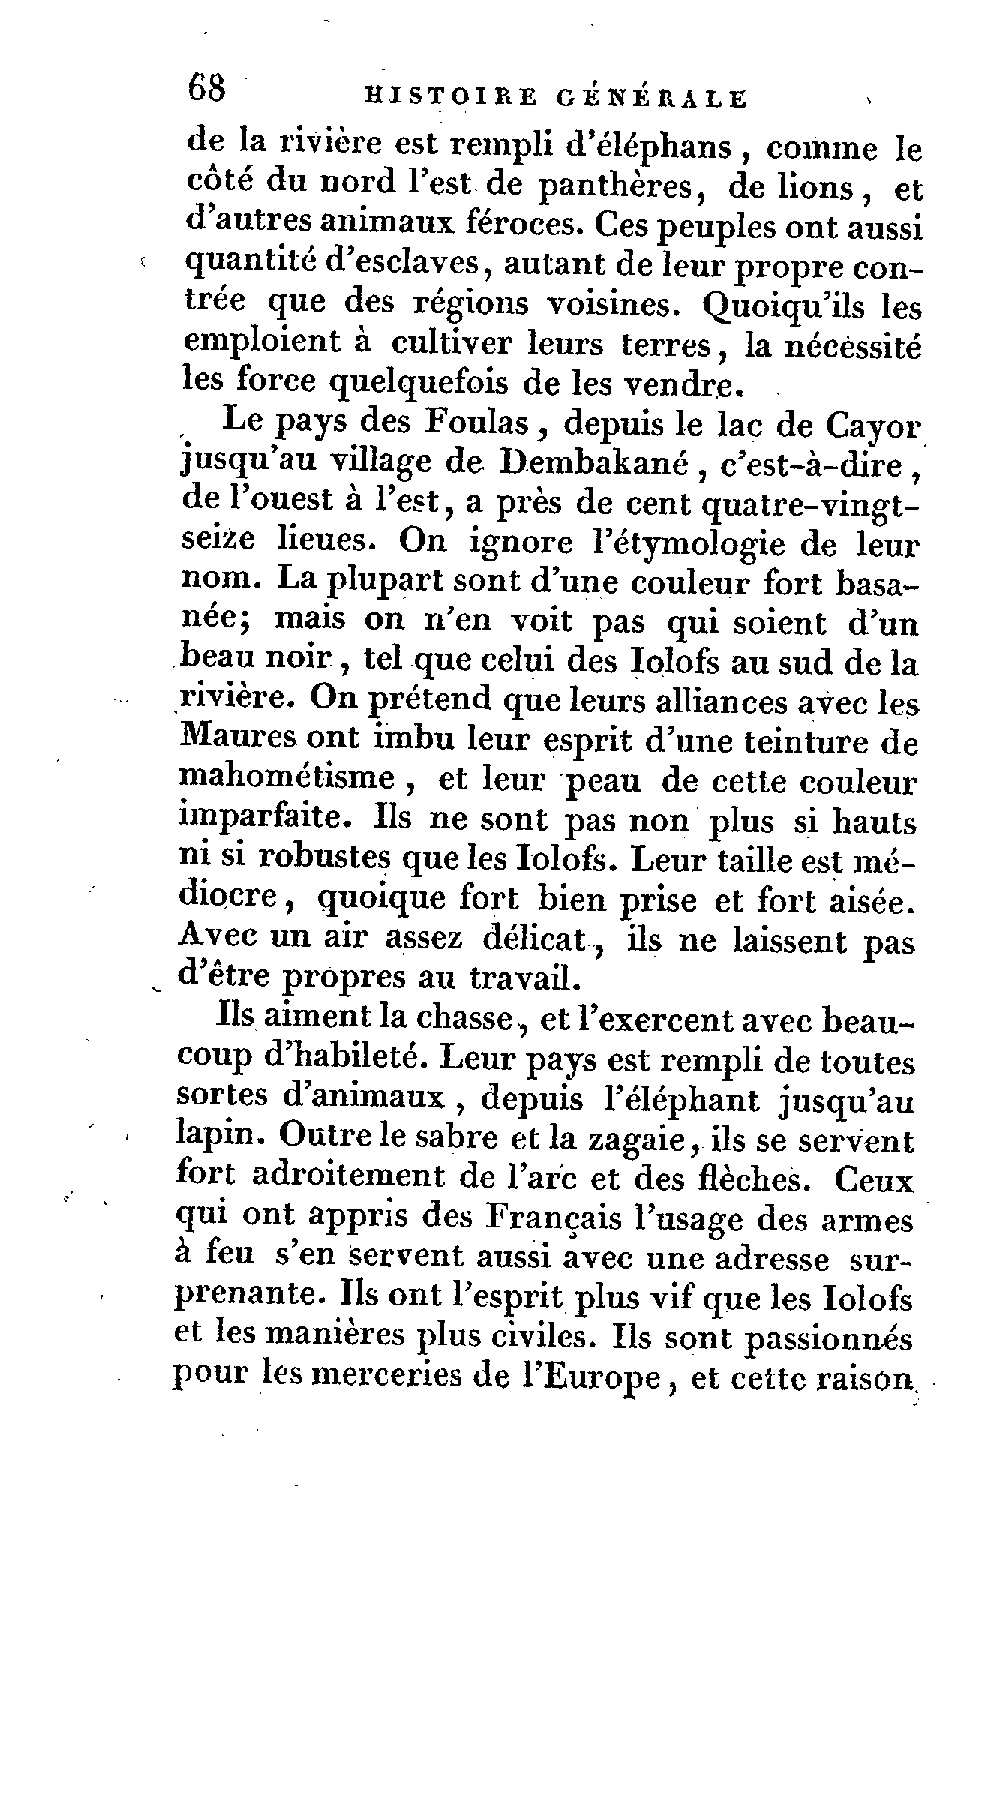 68 HISTOIRE GÉNÉRALE
de la rivière est rempli d'éléphans, comme le
côté du nord l'est de panthères, de lions, et
d'autres animaux féroces. Ces peuples ont aussi
quantité d'esclaves, autant de leur propre con-
trée que des régions voisines. Quoiqu'ils les
emploient à cultiver leurs terres, la nécessité
les force quelquefois de les vendre.
Le pays des Foulas, depuis le lac de Cayor
jusqu'au village de Dembakané, c'est-à-dire,
de l'ouest à l'est, a près de cent quatre-vingt-
seize lieues. On ignore l'étymologie de leur
nom. La plupart sont d'une couleur fort basa-
née; mais on n'en voit pas qui soient d'un
beau noir, tel que celui des Iolofs au sud de la
rivière. On prétend que leurs alliances avec les
Maures ont imbu leur esprit d'une teinture de
mahométisme, et leur peau de cette couleur
imparfaite. Ils ne sont pas non plus si hauts
ni si robustes que les Iolofs. Leur taille est mé-
diocre, quoique fort bien prise et fort aisée.
Avec un air assez délicat, ils ne laissent pas
d'être propres au travail.
Ils aiment la chasse, et l'exercent avec beau-
coup d'habileté. Leur pays est rempli de toutes
sortes d'animaux, depuis l'éléphant jusqu'au
lapin. Outre le sabre et la zagaie, ils se servent
fort adroitement de l'arc et des flèches. Ceux
qui ont appris des Français l'usage des armes
à feu s'en servent aussi avec une adresse sur-
prenante. Ils ont l'esprit plus vif que les Iolofs
et les manières plus civiles. Ils sont passionnés
pour les merceries de l'Europe, et cette raison